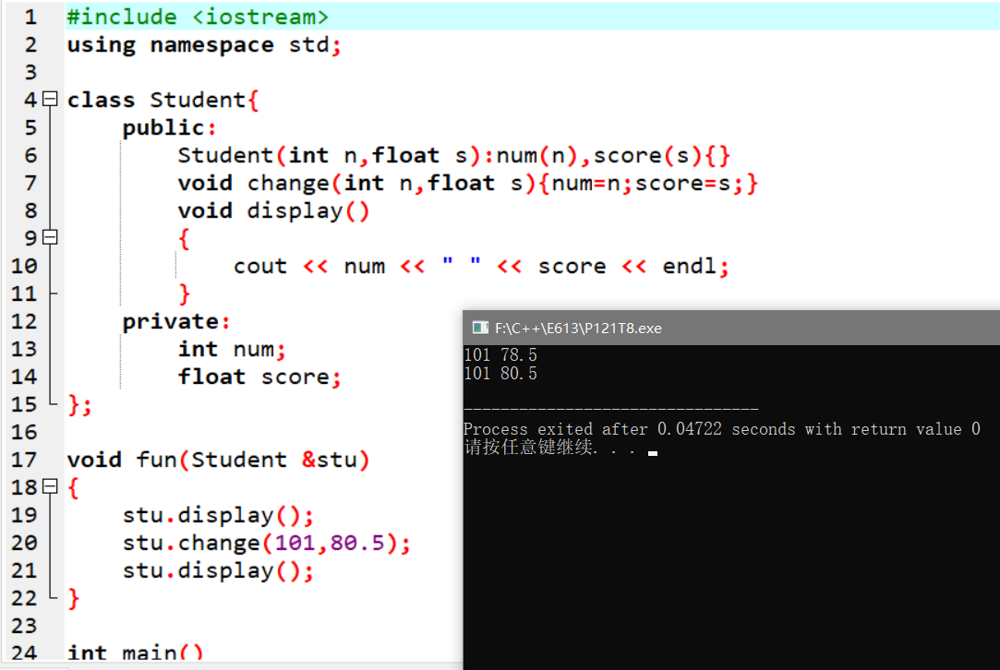 1 #include <iostream>
2 using namespace std;
3
4 class Student{
5 public:
6 Student(int n,float s):num(n),score(s){}
7 void change(int n,float s){num=n;score=s;}
8 void display()
9 {
10 cout << num << " " << score << endl;
11 }
12 private:
13 int num;
14 float score;
15 };
16
17 void fun(Student &stu)
18 {
19 stu.display();
20 stu.change(101,80.5);
21 stu.display();
22 }
23
24 int main()
F:\C++\E613\P121T8.exe
101 78.5
101 80.5
--------------------------------
Process exited after 0.04722 seconds with return value 0
请按任意键继续. . .